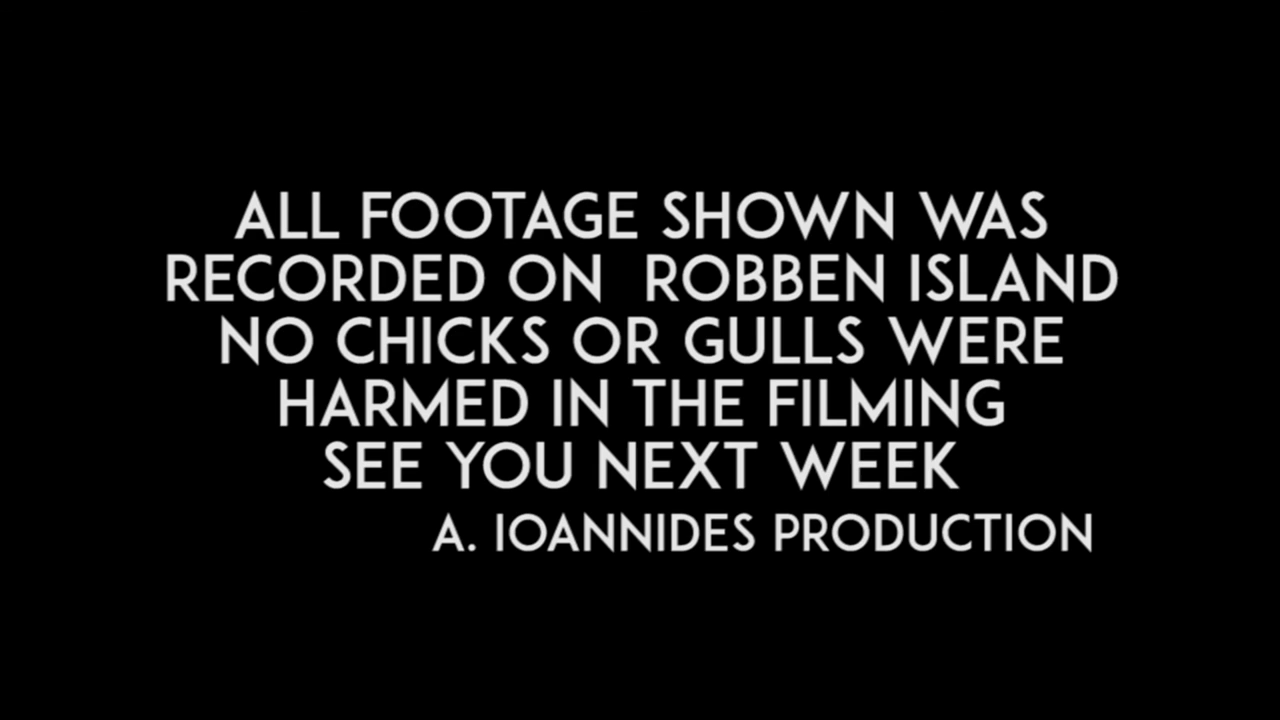 ALL FOOTAGE SHOWN WAS
RECORDED ON  ROBBEN ISLAND
NO CHICKS OR GULLS WERE
HARMED IN THE FILMING
SEE YOU NEXT WEEK
A. IOANNIDES PRODUCTION